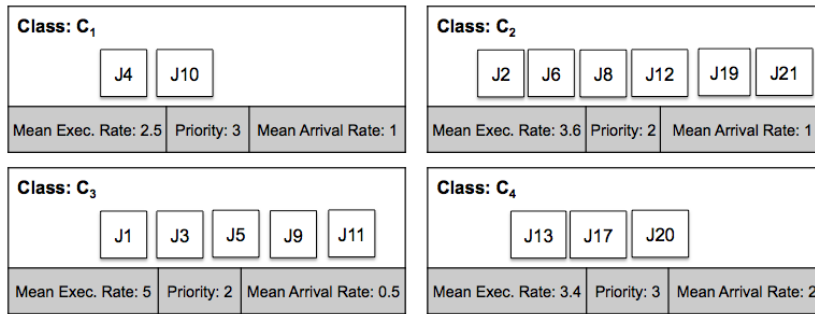 Class: C1
J4 J10
Mean Exec. Rate: 2.5 Priority: 3 Mean Arrival Rate: 1
Class: C2
J2 J6 J8 J12 J19 J21
Mean Exec. Rate: 3.6 Priority: 2 Mean Arrival Rate: 1
Class: C3
J1 J3 J5 J9 J11
Mean Exec. Rate: 5 Priority: 2 Mean Arrival Rate: 0.5
Class: C4
J13 J17 J20
Mean Exec. Rate: 3.4 Priority: 3 Mean Arrival Rate: 2